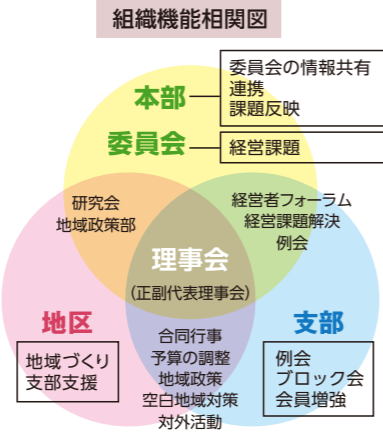 組織機能相関図
本部
委員会の情報共有
連携
課題反映
委員会
経営課題
研究会
地域政策部
経営者フォーラム
経営課題解決
例会
理事会
(正副代表理事会)
地区
地域づくり
支部支援
合同行事
予算の調整
地域政策
空白地域対策
対外活動
支部
例会
ブロック会
会員増強